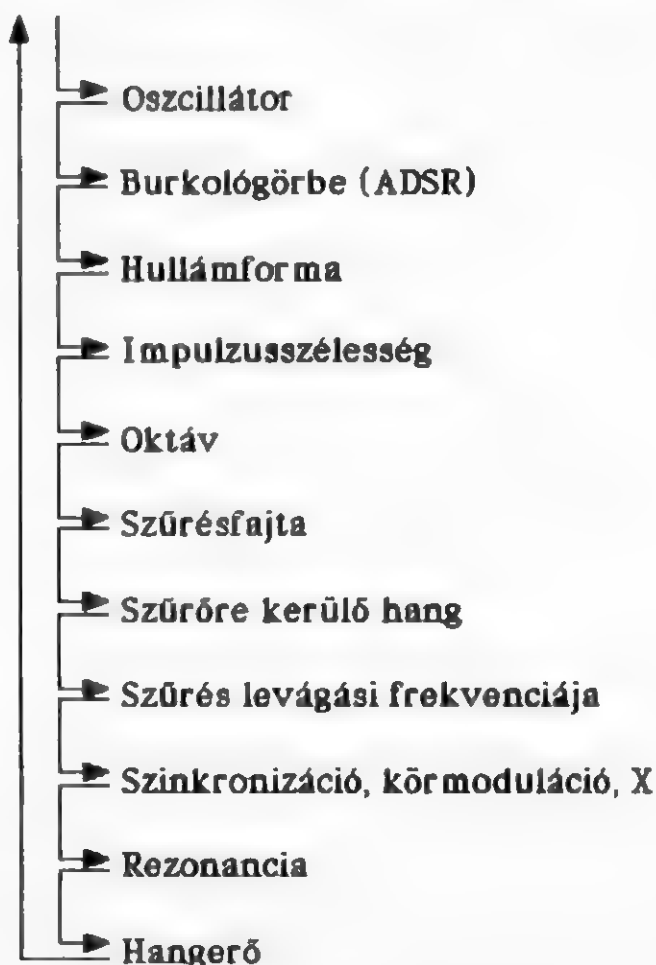 Oszcillátor
Burkológörbe (ADSR)
Hullámforma
Impulzusszélesség
Oktáv
Szűrésfajta
Szűrőre kerülő hang
Szűrés levágási frekvenciája
Szinkronizáció, körmoduláció, X
Rezonancia
Hangerő